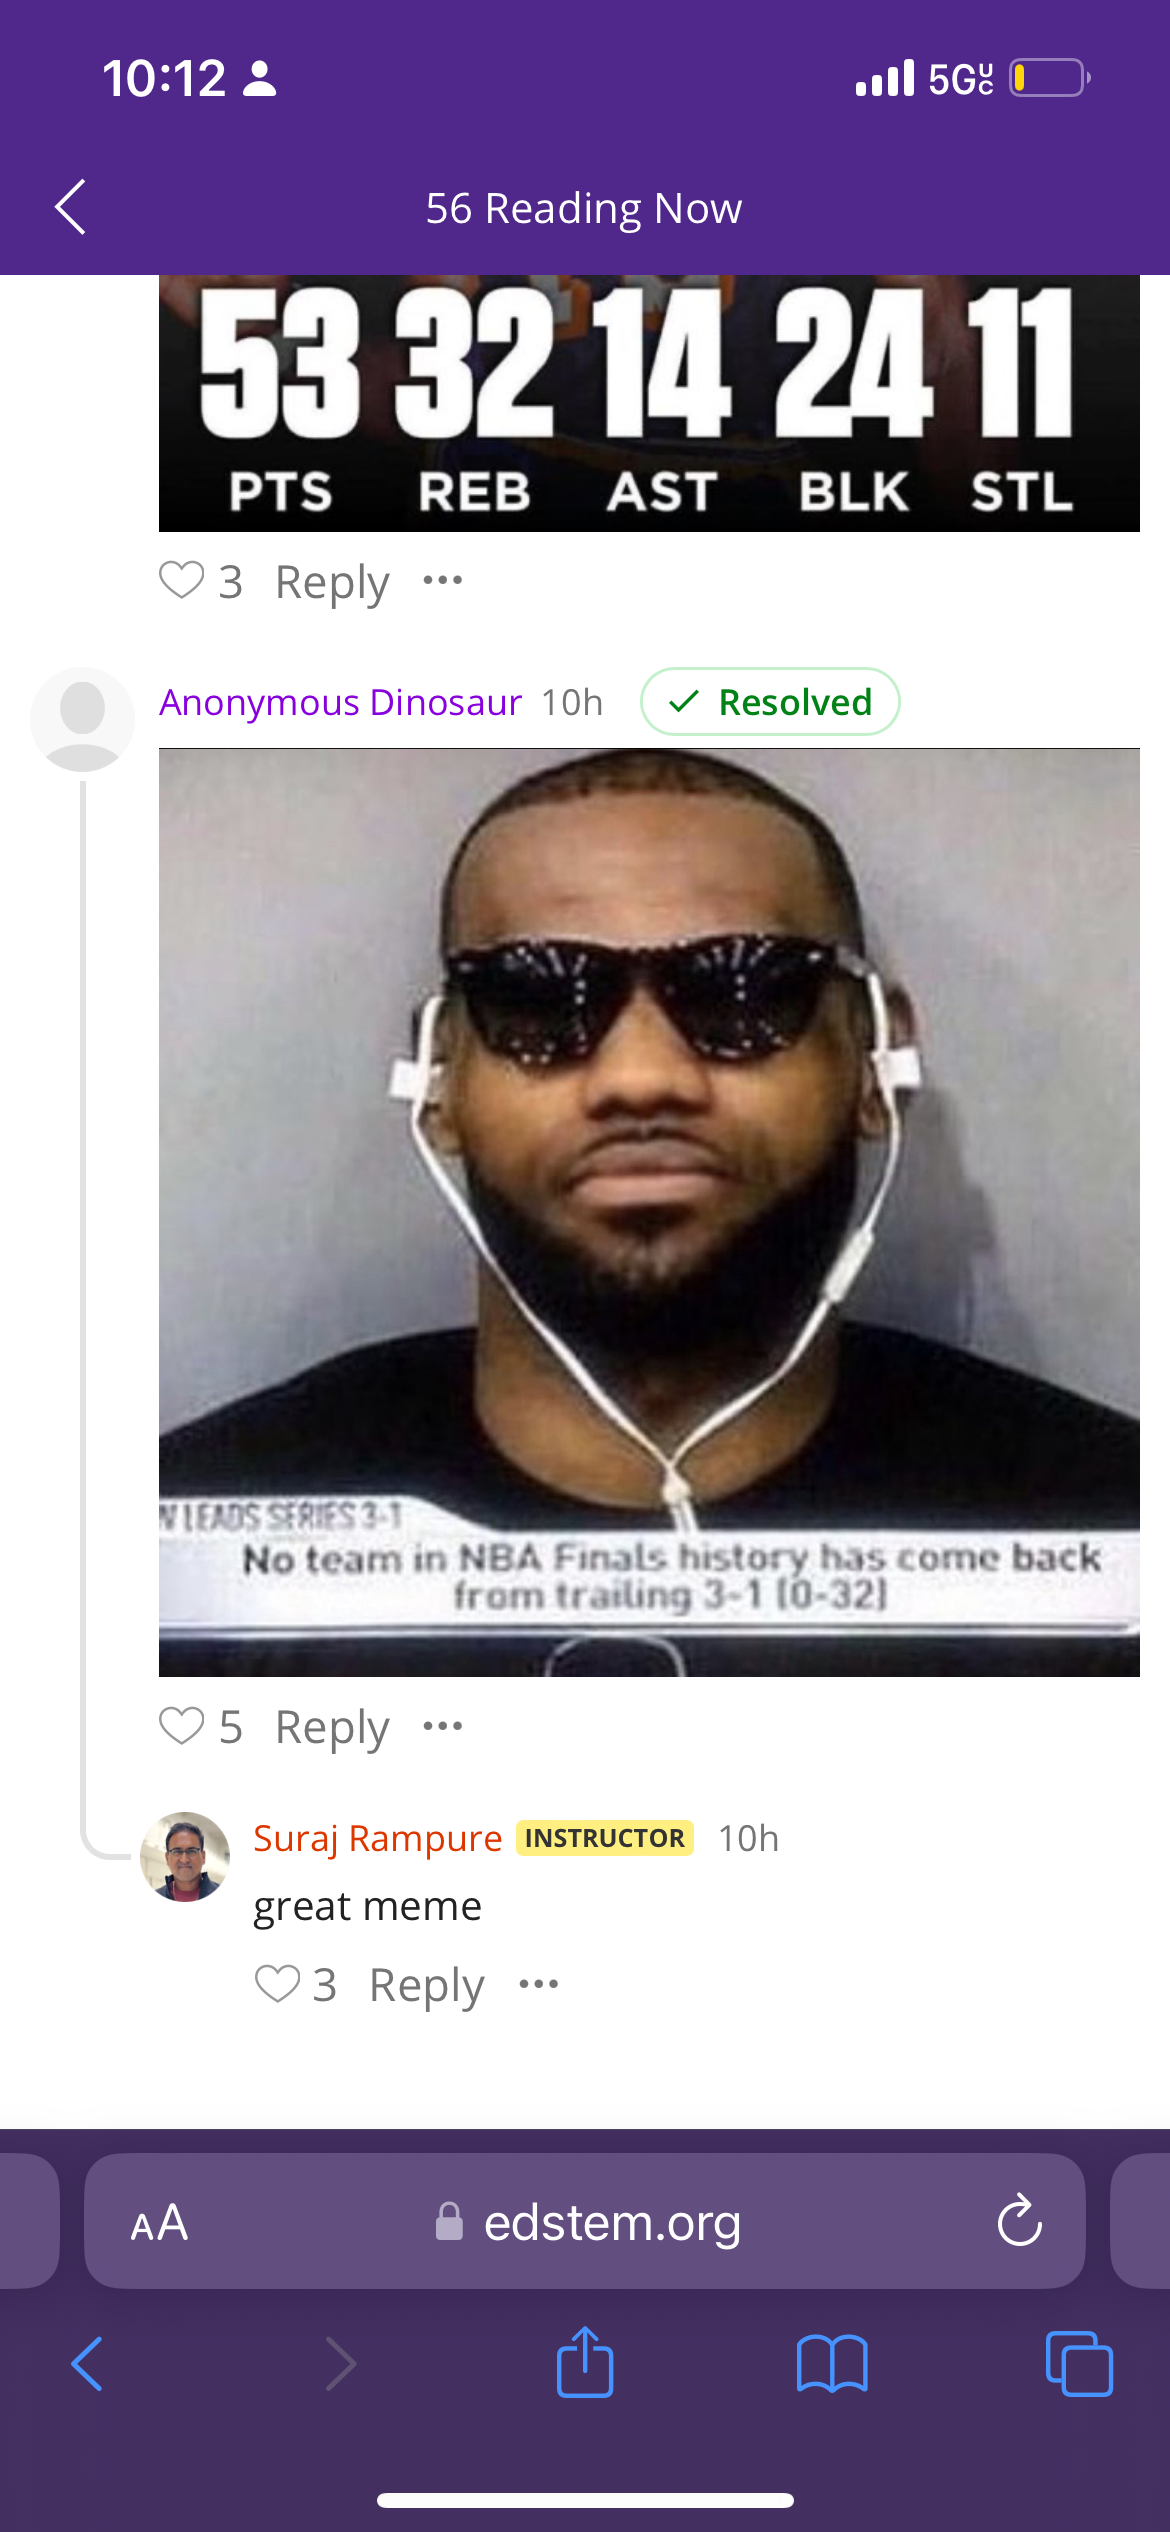 10:12
5GUC
56 Reading Now
53 32 14 24 11
PTS REB AST BLK STL
3 Reply
Anonymous Dinosaur 10h Resolved
LEADS SERIES 3-1
No team in NBA Finals history has come back
from trailing 3-1 (0-32)
5 Reply
Suraj Rampure INSTRUCTOR 10h
great meme
3 Reply
AA edstem.org